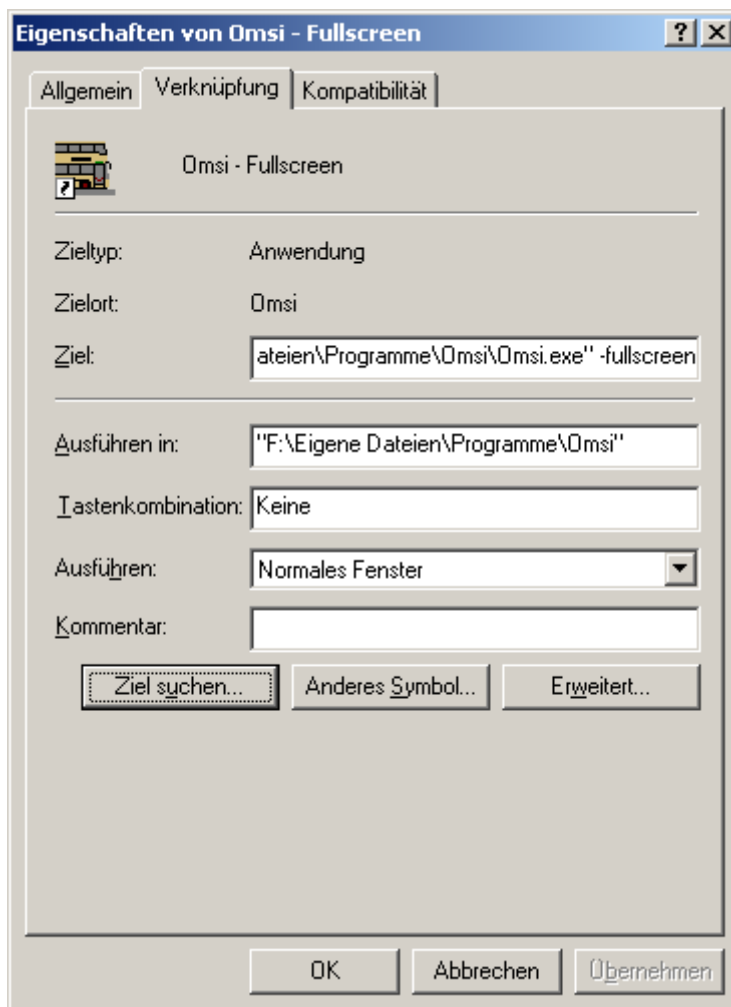 Eigenschaften von Omsi - Fullscreen
Allgemein Verknüpfung Kompatibilität
Omsi - Fullscreen
Zieltyp: Anwendung
Zielort: Omsi
Ziel: ateien\Programme\Omsi\Omsi.exe" -fullscreen
Ausführen in: "F:\Eigene Dateien\Programme\Omsi"
Tastenkombination: Keine
Ausführen: Normales Fenster
Kommentar:
Ziel suchen... Anderes Symbol... Erweitert...
OK Abbrechen Übernehmen